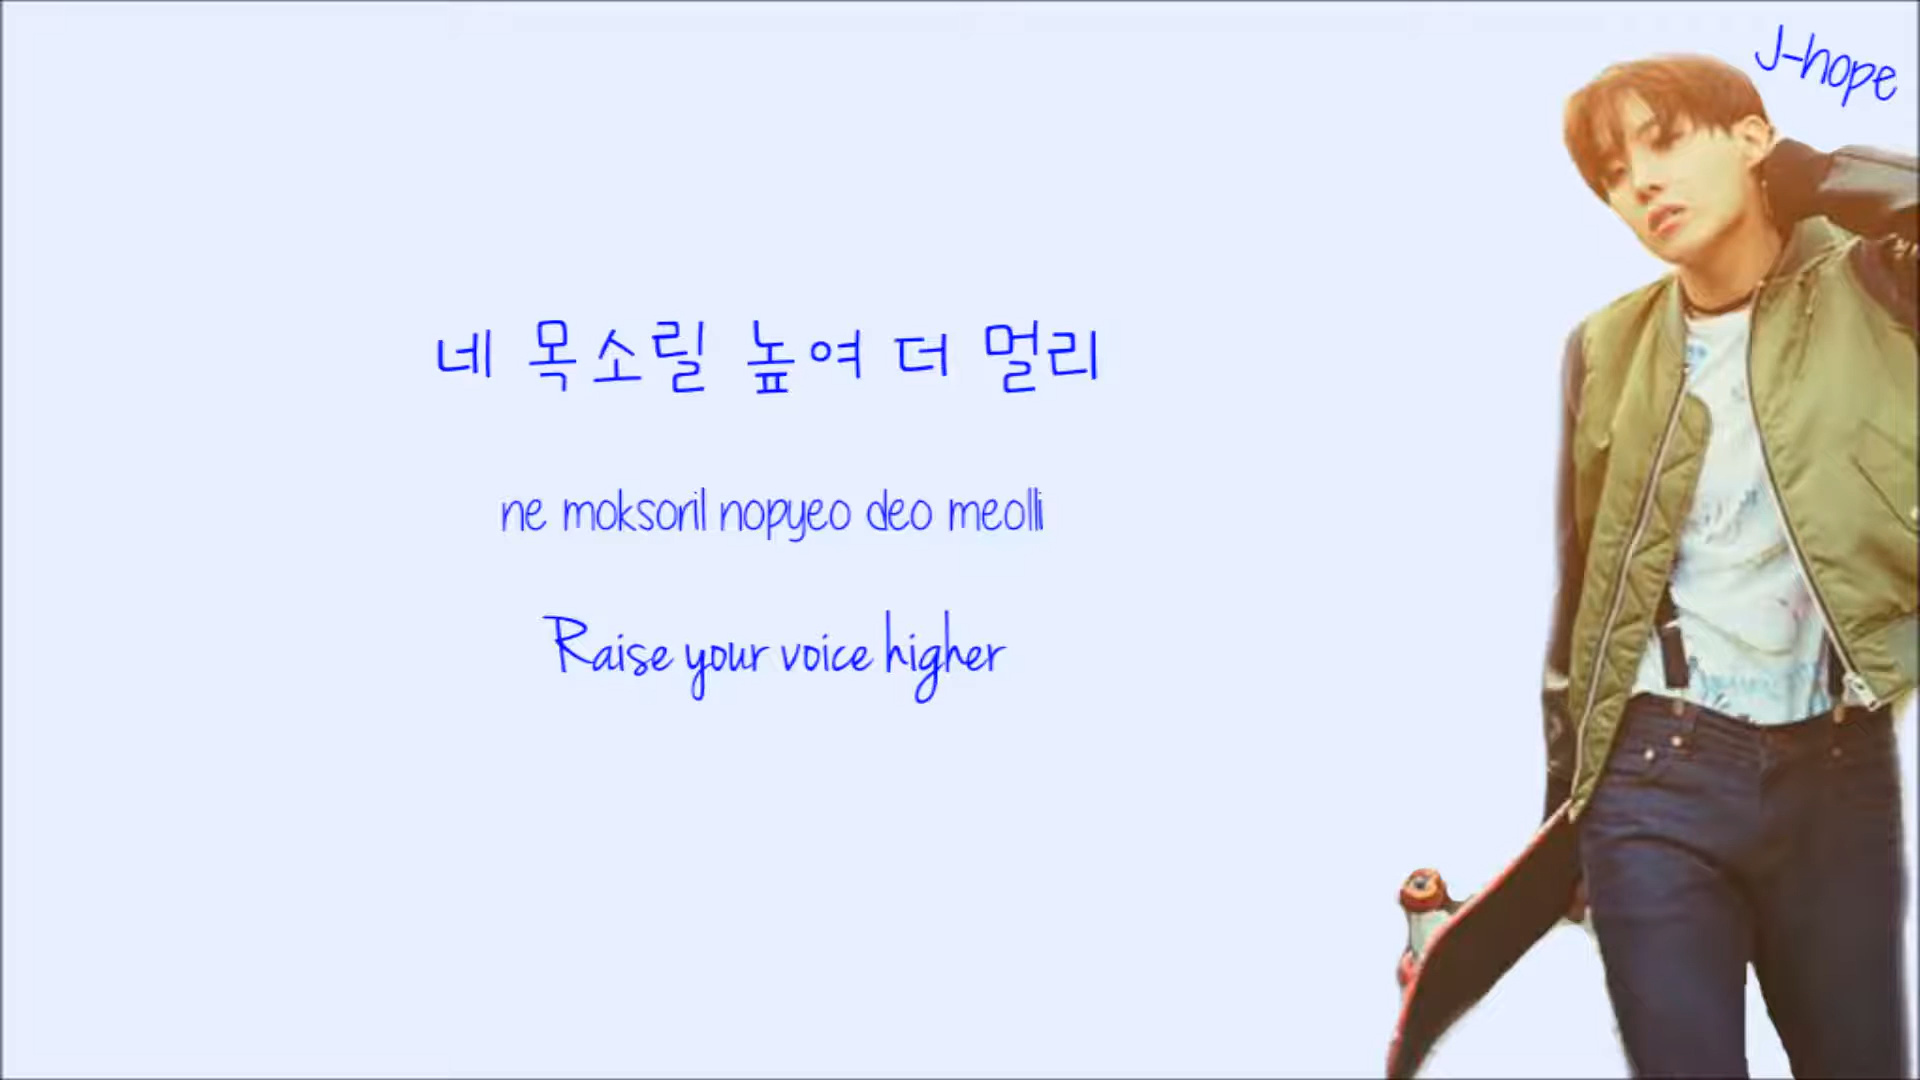 J-hope
네 목소릴 높여 더 멀리
ne moksoril nopyeo deo meolli
Raise your voice higher